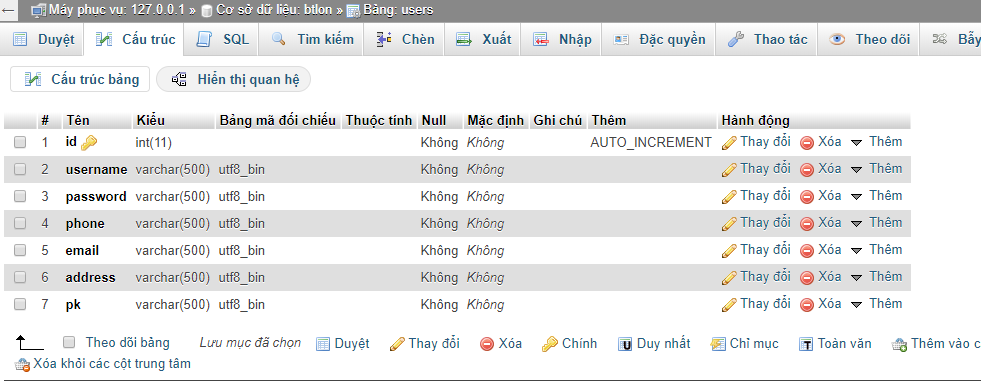 Máy phục vụ: 127.0.0.1 » Cơ sở dữ liệu: btlon » Bảng: users
Duyệt Cấu trúc SQL Tìm kiếm Chèn Xuất Nhập Đặc quyền Thao tác Theo dõi Bẫy
Cấu trúc bảng Hiển thị quan hệ
# Tên Kiểu Bảng mã đối chiếu Thuộc tính Null Mặc định Ghi chú Thêm Hành động
1 id int(11) Không Không AUTO_INCREMENT Thay đổi Xóa Thêm
2 username varchar(500) utf8_bin Không Không Thay đổi Xóa Thêm
3 password varchar(500) utf8_bin Không Không Thay đổi Xóa Thêm
4 phone varchar(500) utf8_bin Không Không Thay đổi Xóa Thêm
5 email varchar(500) utf8_bin Không Không Thay đổi Xóa Thêm
6 address varchar(500) utf8_bin Không Không Thay đổi Xóa Thêm
7 pk varchar(500) utf8_bin Không Không Thay đổi Xóa Thêm
Theo dõi bảng Lưu mục đã chọn Duyệt Thay đổi Xóa Chính Duy nhất Chỉ mục Toàn văn Thêm vào c
Xóa khỏi các cột trung tâm